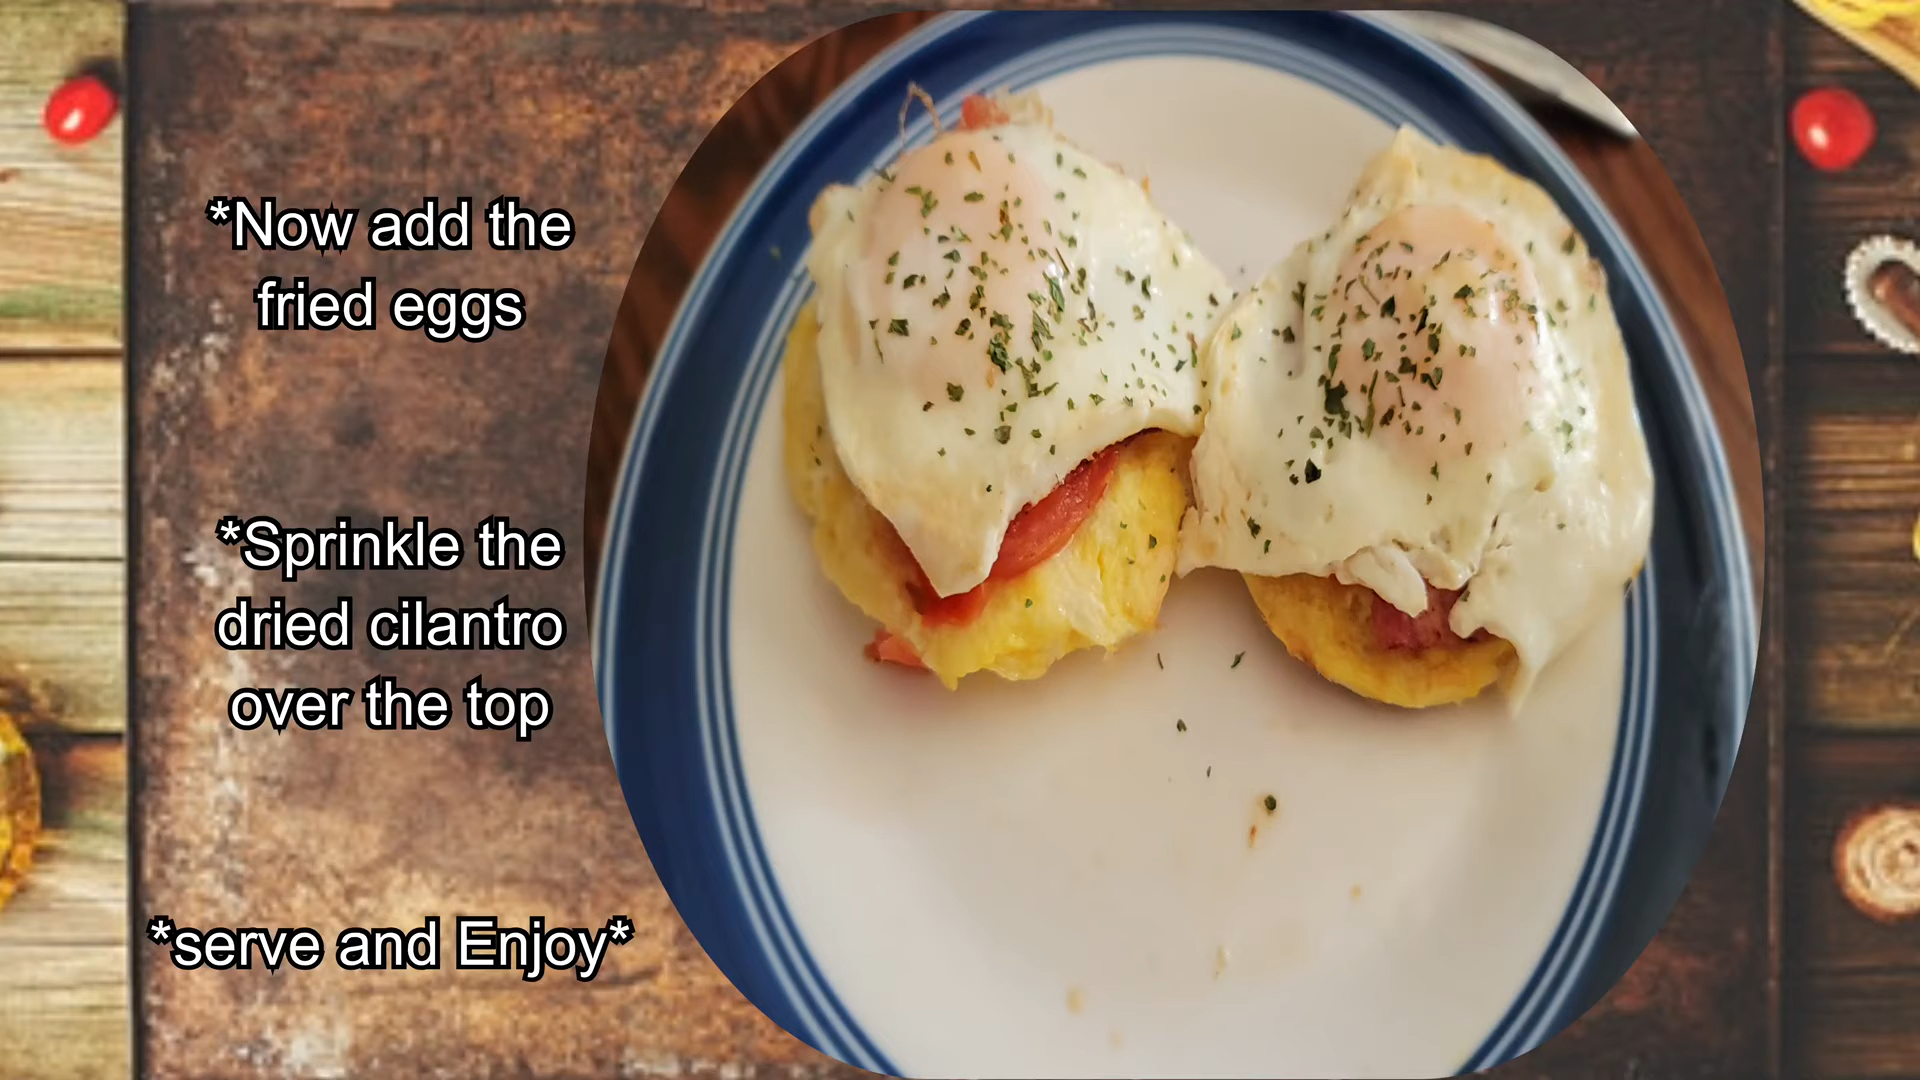 *Now add the
fried eggs
*Sprinkle the
dried cilantro
over the top
*serve and Enjoy*